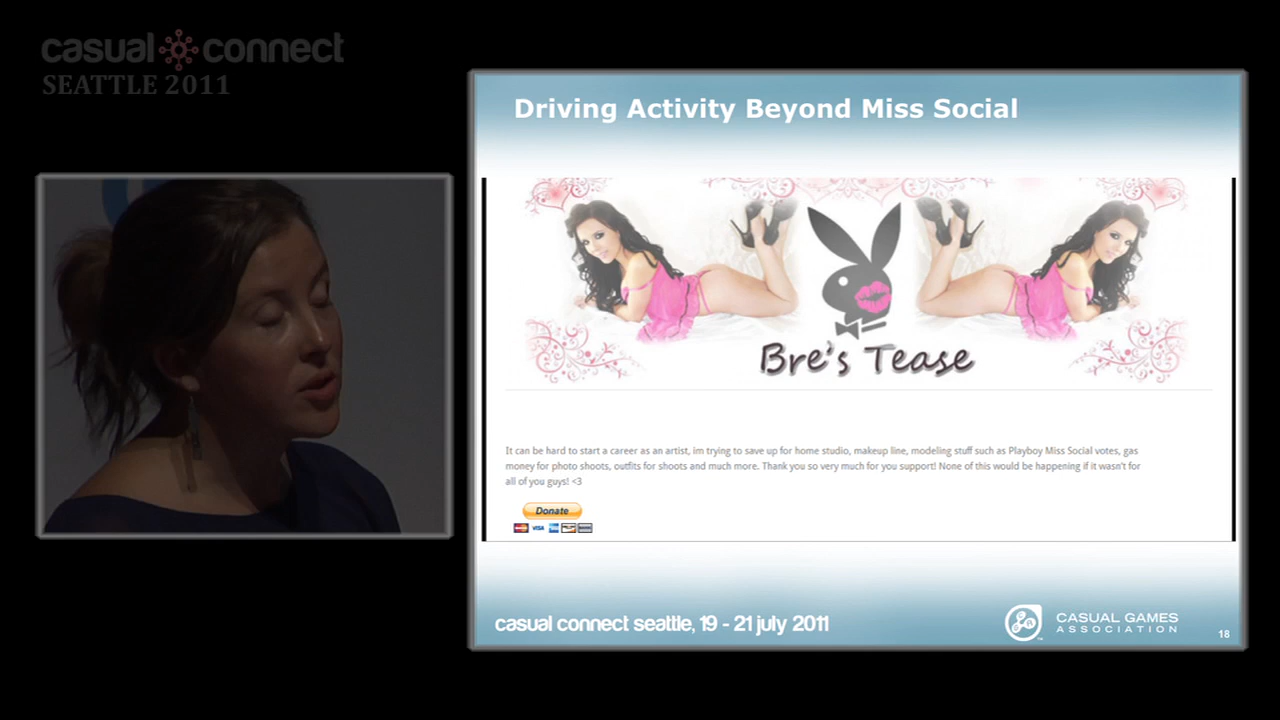 casual connect
SEATTLE 2011
Driving Activity Beyond Miss Social
Bre's Tease
It can be hard to start a career as an artist, im trying to save up for home studio, makeup line, modeling stuff such as Playboy Miss Social votes, gas
money for photo shoots, outfits for shoots and much more. Thank you so very much for you support! None of this would be happening if it wasn't for
all of you guys! <3
Donate
VISA
casual connect seattle, 19 - 21 july 2011
CASUAL GAMES
ASSOCIATION
18